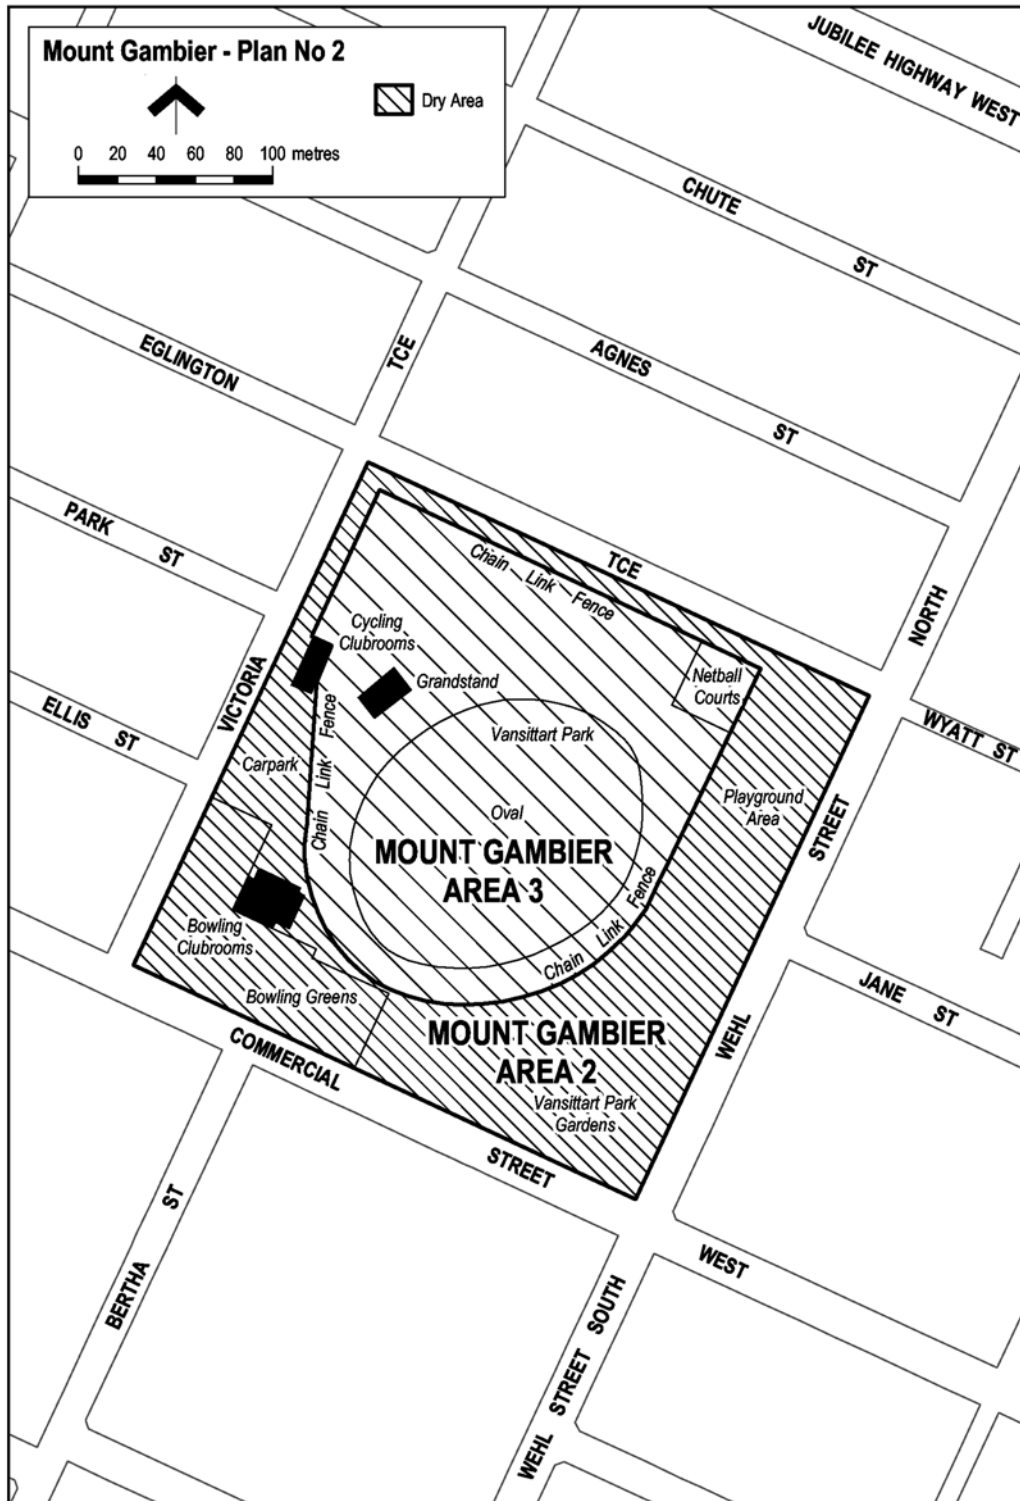 Mount Gambier - Plan No 2
Dry Area
0 20 40 60 80 100 metres
JUBILEE HIGHWAY WEST
CHUTE ST
AGNES ST
EGLINGTON
TCE
PARK ST
TCE
NORTH
Chain Link Fence
Cycling
Clubrooms
Grandstand
Netball
Courts
VICTORIA
ELLIS ST
WYATT ST
Chain Link Fence
Vansittart Park
Carpark
Playground
Area
STREET
Oval
MOUNT GAMBIER
AREA 3
Chain Link Fence
Bowling
Clubrooms
Bowling Greens
JANE ST
MOUNT GAMBIER
AREA 2
WEHL
COMMERCIAL
Vansittart Park
Gardens
STREET
BERTHA ST
WEST
WEHL STREET SOUTH